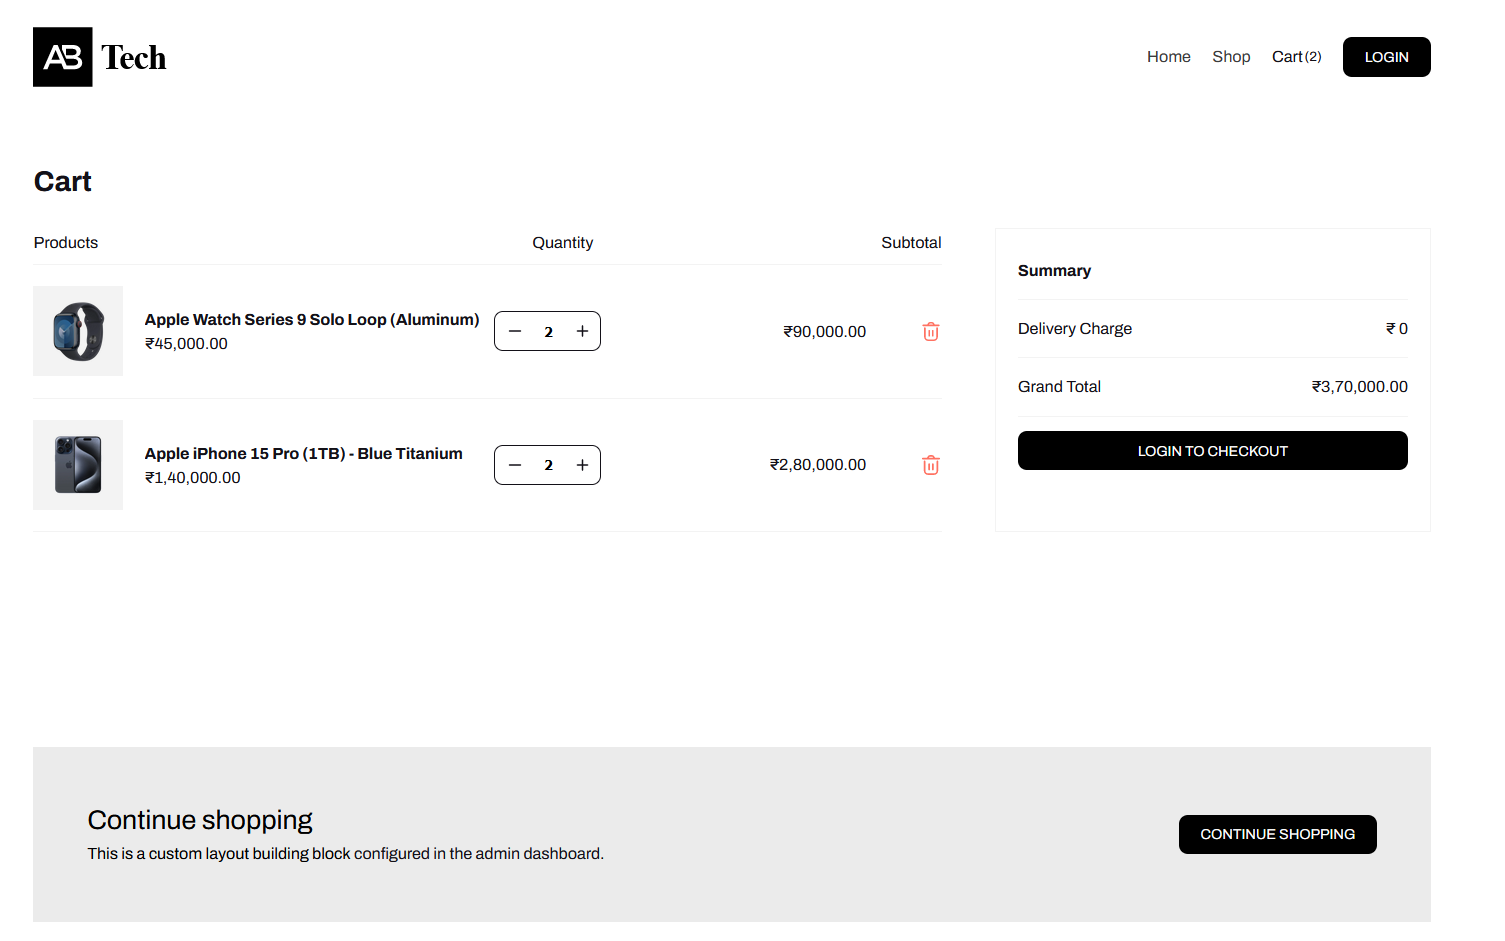 AB Tech
Home Shop Cart(2) LOGIN
Cart
Products Quantity Subtotal
Apple Watch Series 9 Solo Loop (Aluminum)
₹45,000.00
2
₹90,000.00
Apple iPhone 15 Pro (1TB) - Blue Titanium
₹1,40,000.00
2
₹2,80,000.00
Summary
Delivery Charge ₹ 0
Grand Total ₹3,70,000.00
LOGIN TO CHECKOUT
Continue shopping
This is a custom layout building block configured in the admin dashboard.
CONTINUE SHOPPING